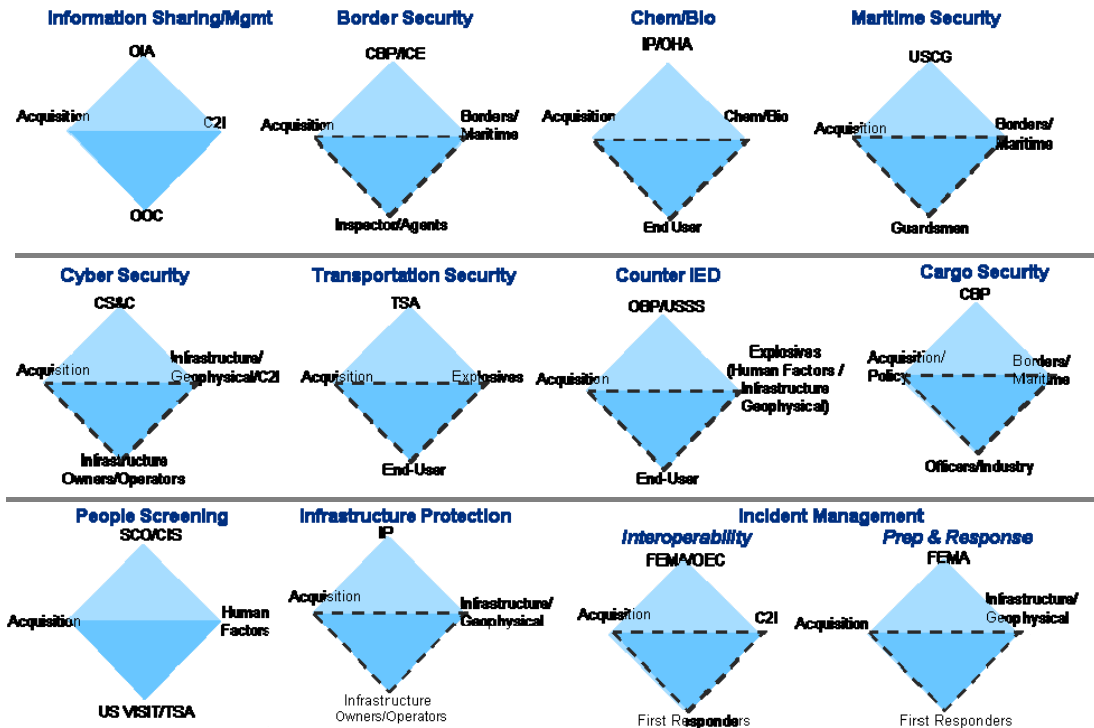 Information Sharing/Mgmt
OIA
Acquisition
C2I
OOC
Border Security
CBP/ICE
Acquisition
Borders/
Maritime
Inspector/Agents
Chem/Bio
IP/OHA
Acquisition
Chem/Bio
End User
Maritime Security
USCG
Acquisition
Borders/
Maritime
Guardsmen
Cyber Security
CS&C
Acquisition
Infrastructure/
Geophysical/C2I
Infrastructure
Owners/Operators
Transportation Security
TSA
Acquisition
Explosives
End-User
Counter IED
OBP/USSS
Acquisition
Explosives
(Human Factors /
Infrastructure
Geophysical)
End-User
Cargo Security
CBP
Acquisition/
Policy
Borders/
Maritime
Officers/Industry
People Screening
SCO/CIS
Acquisition
Human
Factors
US VISIT/TSA
Infrastructure Protection
IP
Acquisition
Infrastructure/
Geophysical
Infrastructure
Owners/Operators
Incident Management
Interoperability
FEMA/OEC
Acquisition
C2I
First Responders
Prep & Response
FEMA
Acquisition
Infrastructure/
Geophysical
First Responders